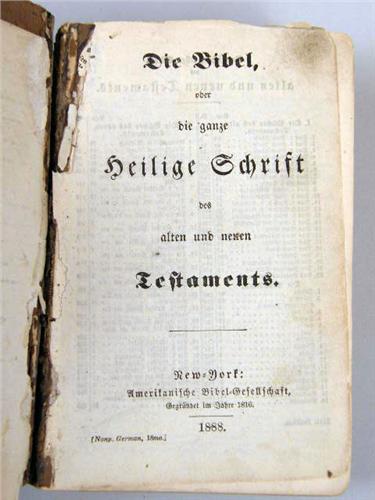 Die Bibel,
oder
die ganze
Heilige Schrift
des
alten und neuen
Testaments.
New-York:
Amerikanische Bibel-Gesellschaft,
Gegründet im Jahre 1816.
1888.
[Nonp. German, 18mo.]